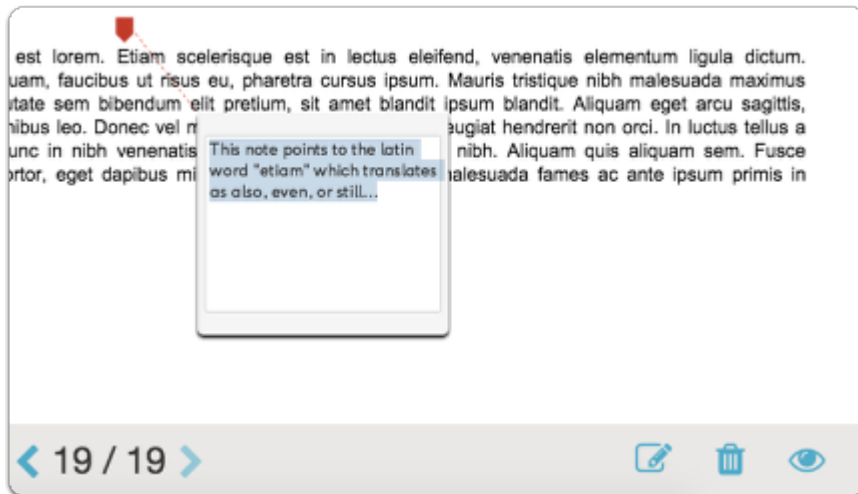 est lorem. Etiam scelerisque est in lectus eleifend, venenatis elementum ligula dictum.
uam, faucibus ut risus eu, pharetra cursus ipsum. Mauris tristique nibh malesuada maximus
utate sem bibendum elit pretium, sit amet blandit ipsum blandit. Aliquam eget arcu sagittis,
nibus leo. Donec vel eugiat hendrerit non orci. In luctus tellus a
unc in nibh venenatis nibh. Aliquam quis aliquam sem. Fusce
ortor, eget dapibus mi alesuada fames ac ante ipsum primis in
This note points to the latin
word "etiam" which translates
as also, even, or still...
19 / 19